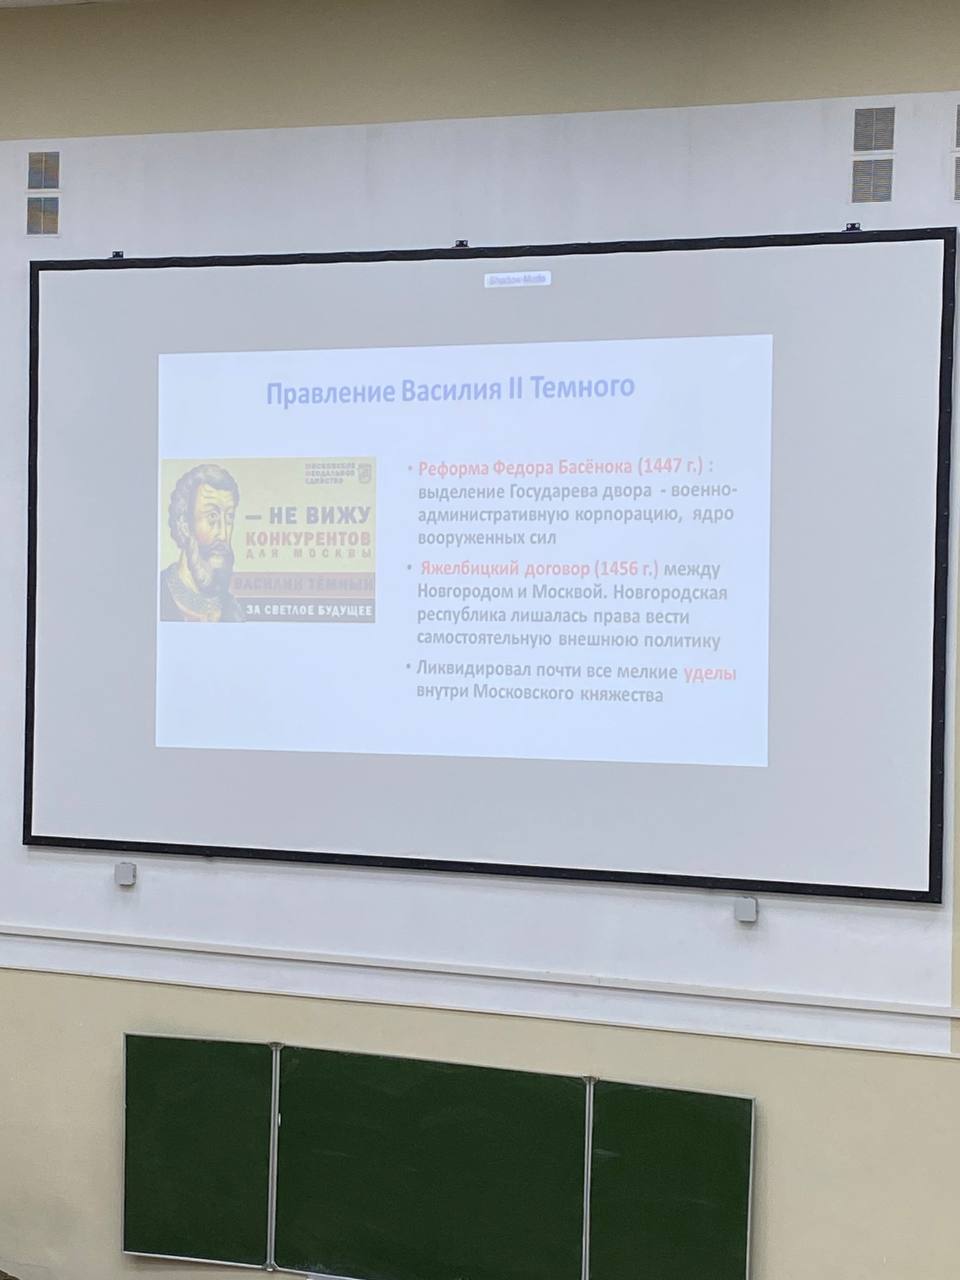 Shadow Mode
Правление Василия II Темного
МОСКОВСКОЕ
ФЕОДАЛЬНОЕ
ЕДИНСТВО
— НЕ ВИЖУ
КОНКУРЕНТОВ
ДЛЯ МОСКВЫ
ВАСИЛИЙ ТЁМНЫЙ
ЗА СВЕТЛОЕ БУДУЩЕЕ
• Реформа Федора Басёнока (1447 г.) :
выделение Государева двора - военно-
административную корпорацию, ядро
вооруженных сил
• Яжелбицкий договор (1456 г.) между
Новгородом и Москвой. Новгородская
республика лишалась права вести
самостоятельную внешнюю политику
• Ликвидировал почти все мелкие уделы
внутри Московского княжества